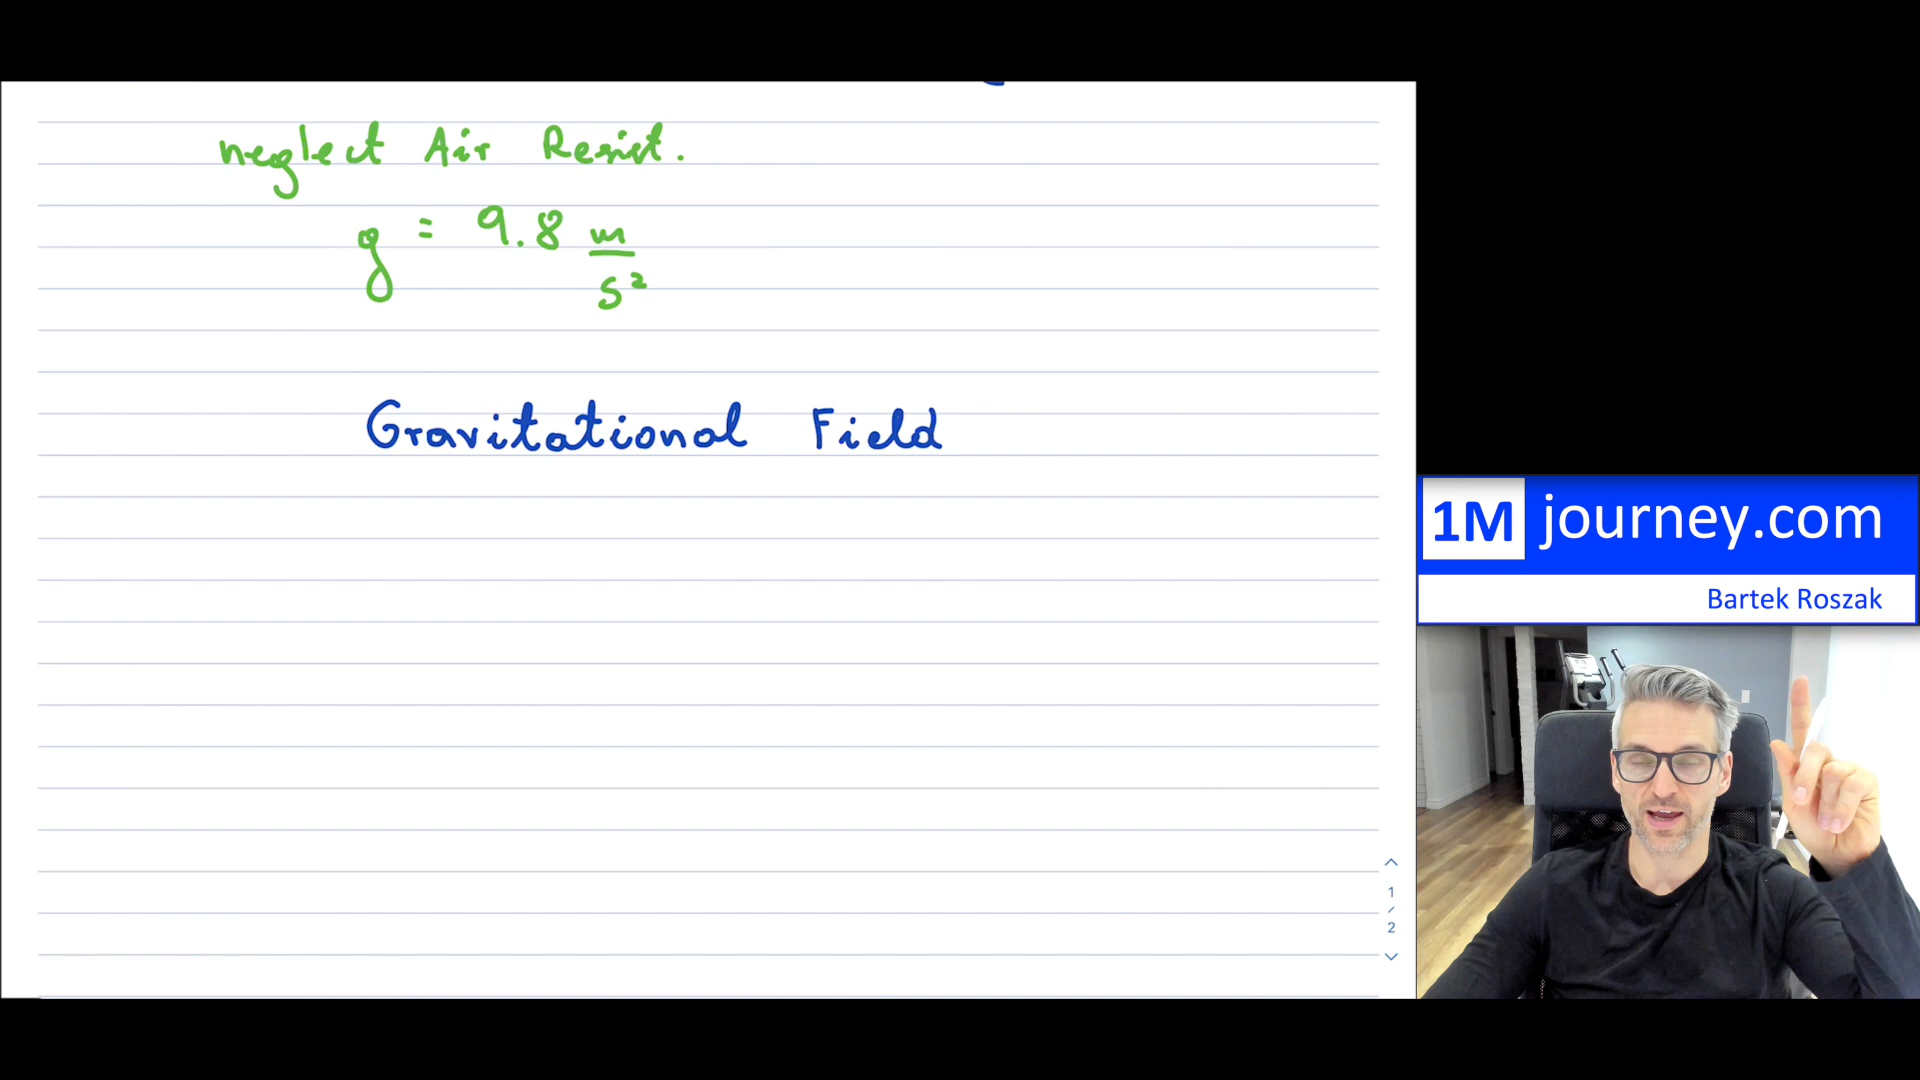 neglect Air Resist.
g = 9.8 m/s²
Gravitational Field
1M journey.com
Bartek Roszak
1
/
2